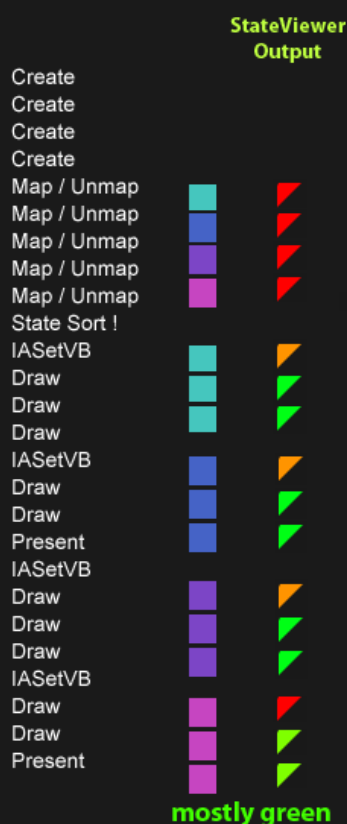 StateViewer
Output
Create
Create
Create
Create
Map / Unmap
Map / Unmap
Map / Unmap
Map / Unmap
Map / Unmap
State Sort !
IASetVB
Draw
Draw
Draw
IASetVB
Draw
Draw
Present
IASetVB
Draw
Draw
Draw
IASetVB
Draw
Draw
Present
mostly green